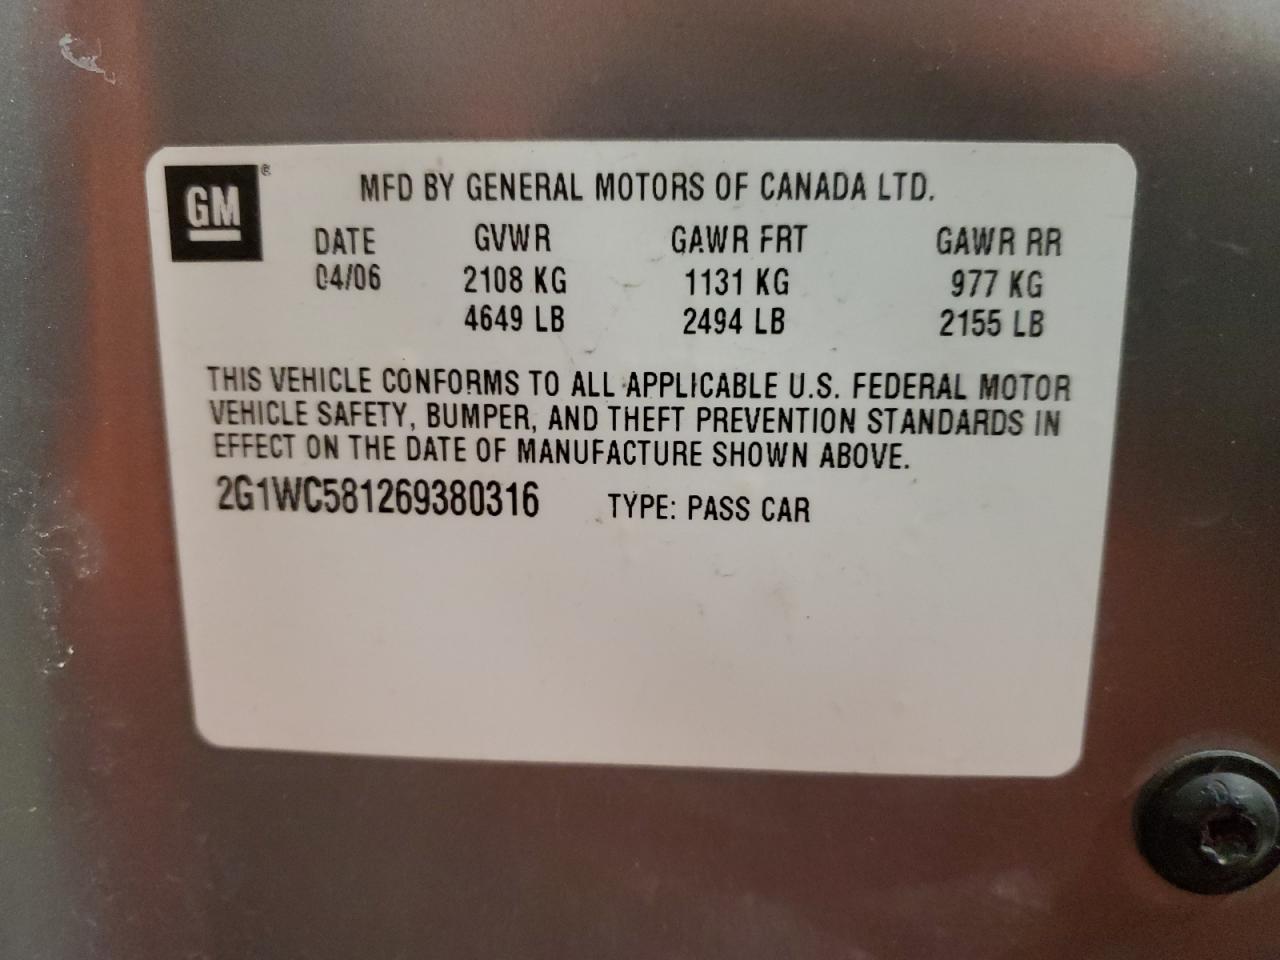 GM ®
MFD BY GENERAL MOTORS OF CANADA LTD.
DATE GVWR GAWR FRT GAWR RR
04/06 2108 KG 1131 KG 977 KG
4649 LB 2494 LB 2155 LB
THIS VEHICLE CONFORMS TO ALL APPLICABLE U.S. FEDERAL MOTOR
VEHICLE SAFETY, BUMPER, AND THEFT PREVENTION STANDARDS IN
EFFECT ON THE DATE OF MANUFACTURE SHOWN ABOVE.
2G1WC581269380316 TYPE: PASS CAR